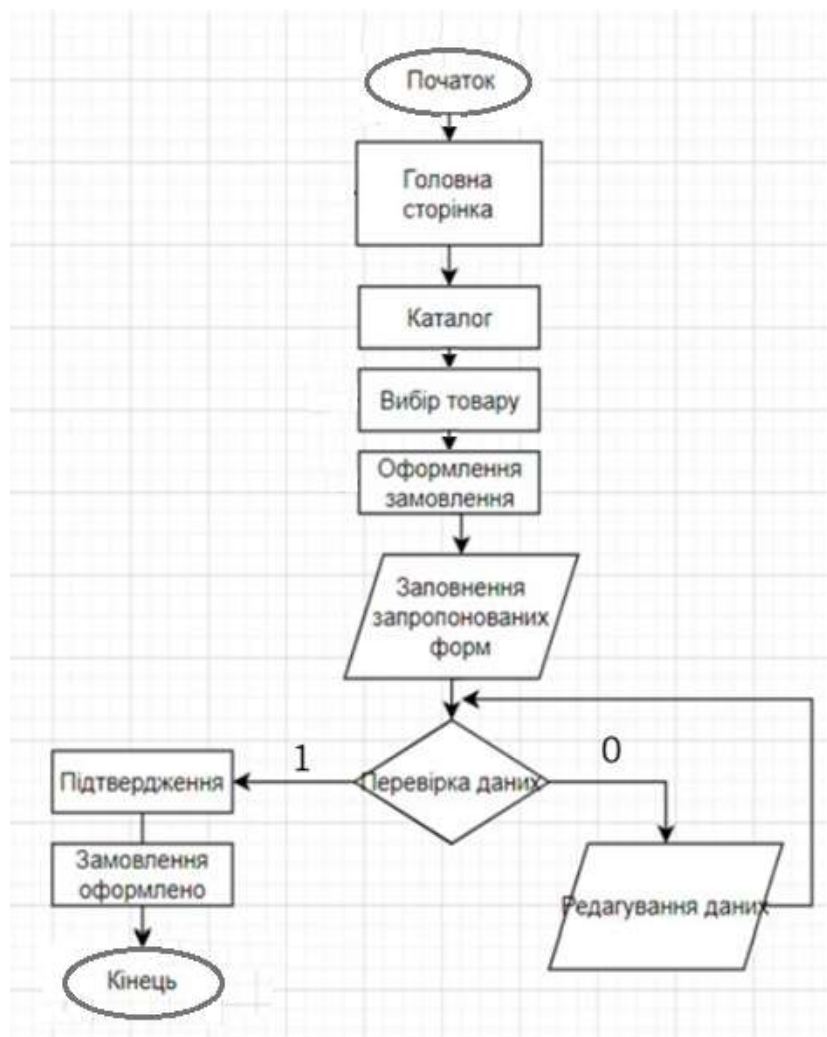 Початок
Головна
сторінка
Каталог
Вибір товару
Оформлення
замовлення
Заповнення
запропонованих
форм
1
0
Підтвердження
Перевірка даних
Замовлення
оформлено
Редагування даних
Кінець